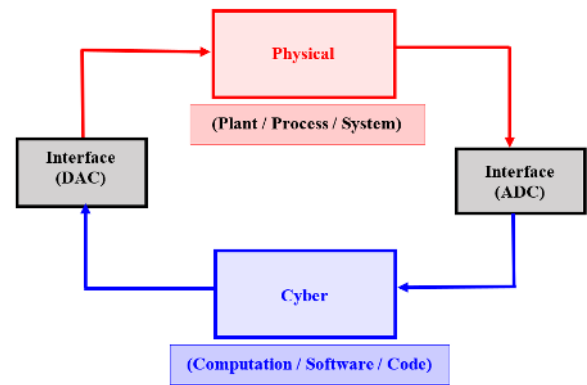 Physical
(Plant / Process / System)
Interface
(DAC)
Interface
(ADC)
Cyber
(Computation / Software / Code)